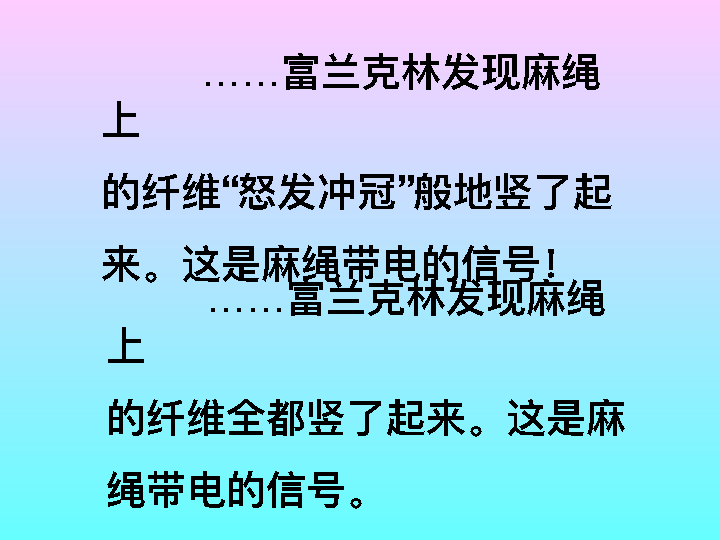 ……富兰克林发现麻绳
上
的纤维“怒发冲冠”般地竖了起
来。这是麻绳带电的信号！
……富兰克林发现麻绳
上
的纤维全都竖了起来。这是麻
绳带电的信号。